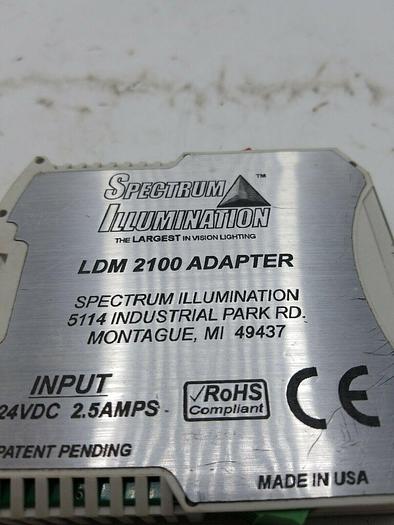 SPECTRUM
ILLUMINATION™
THE LARGEST IN VISION LIGHTING
LDM 2100 ADAPTER
SPECTRUM ILLUMINATION
5114 INDUSTRIAL PARK RD.
MONTAGUE, MI 49437
INPUT
24VDC 2.5AMPS
✓RoHS
Compliant
CE
PATENT PENDING
MADE IN USA